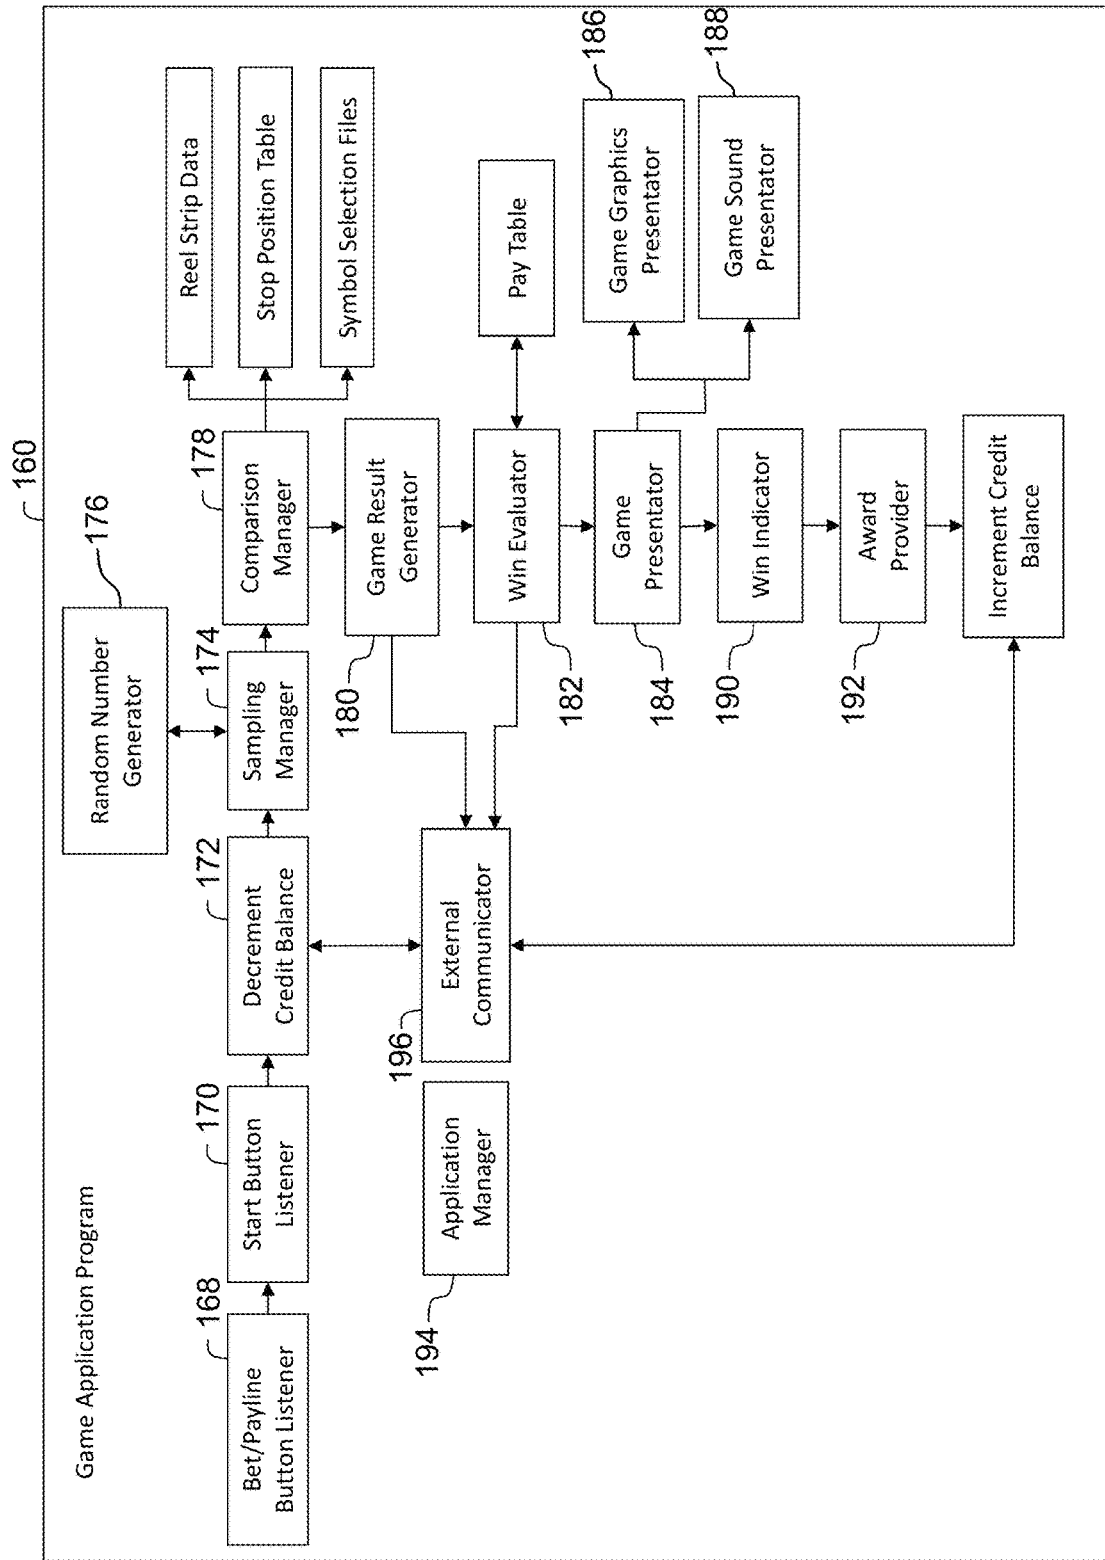 Game Application Program
160
Bet/Payline
Button Listener
168
Start Button
Listener
170
Decrement
Credit Balance
172
Sampling
Manager
174
Random Number
Generator
176
Comparison
Manager
178
Reel Strip Data
Stop Position Table
Symbol Selection Files
Game Result
Generator
180
Win Evaluator
182
Pay Table
Game
Presentator
184
Game Graphics
Presentator
186
Game Sound
Presentator
188
Win Indicator
190
Award
Provider
192
Increment Credit
Balance
Application
Manager
194
External
Communicator
196